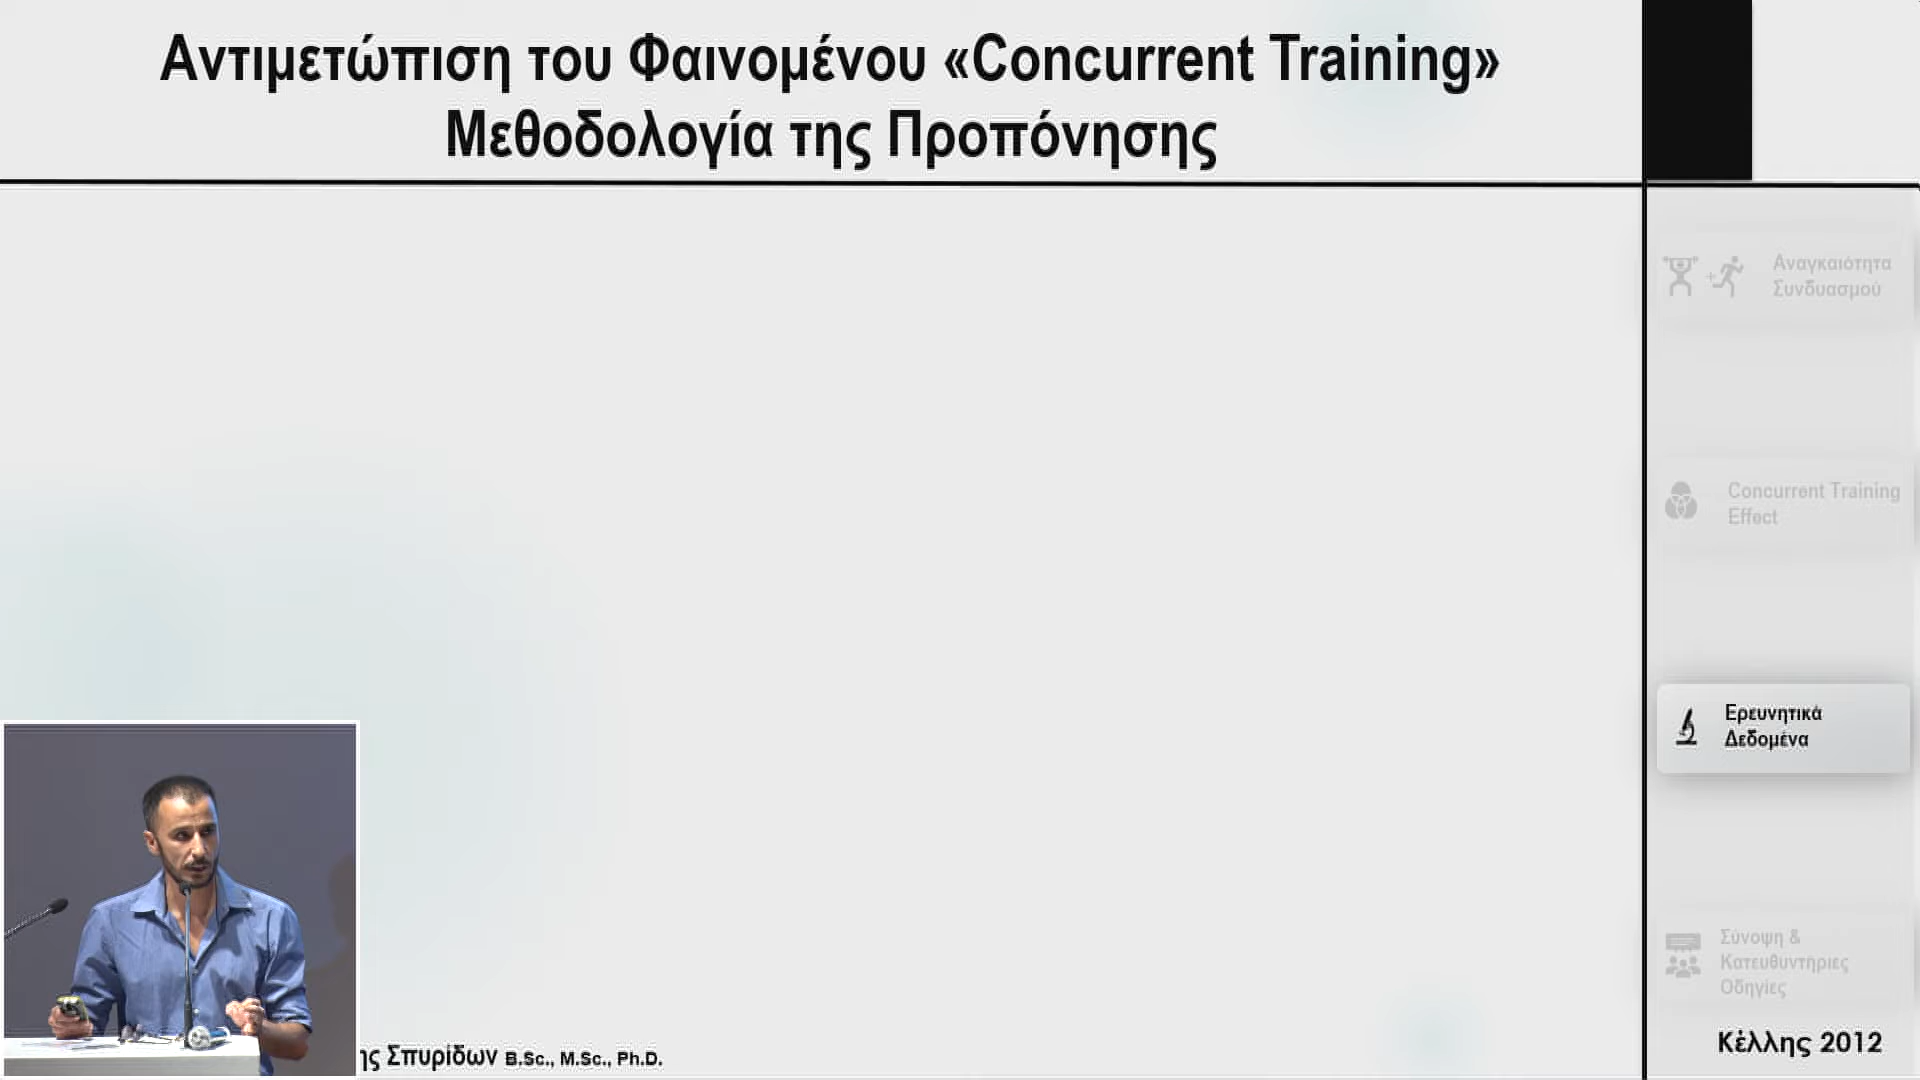 Αντιμετώπιση του Φαινομένου «Concurrent Training»
Μεθοδολογία της Προπόνησης
Αναγκαιότητα
Συνδυασμού
Concurrent Training
Effect
Ερευνητικά
Δεδομένα
Σύνοψη &
Κατευθυντήριες
Οδηγίες
Κέλλης 2012
ης Σπυρίδων B.Sc., M.Sc., Ph.D.